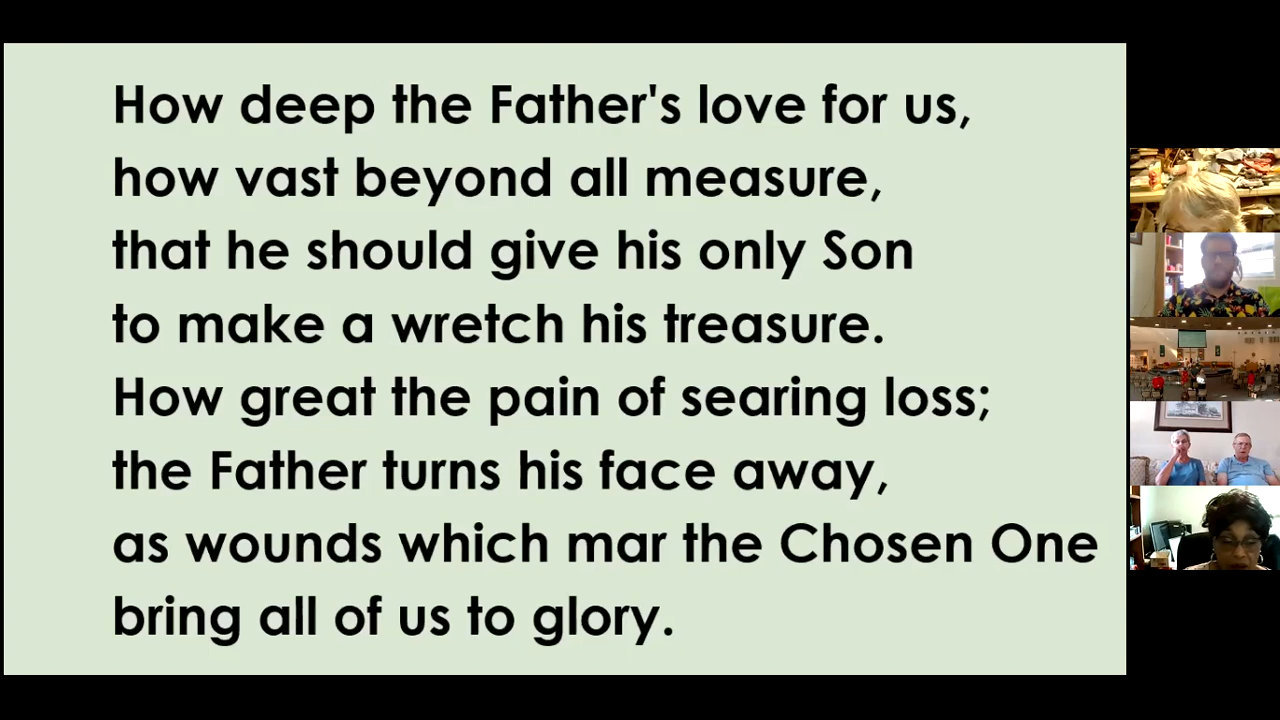 How deep the Father's love for us,
how vast beyond all measure,
that he should give his only Son
to make a wretch his treasure.
How great the pain of searing loss;
the Father turns his face away,
as wounds which mar the Chosen One
bring all of us to glory.